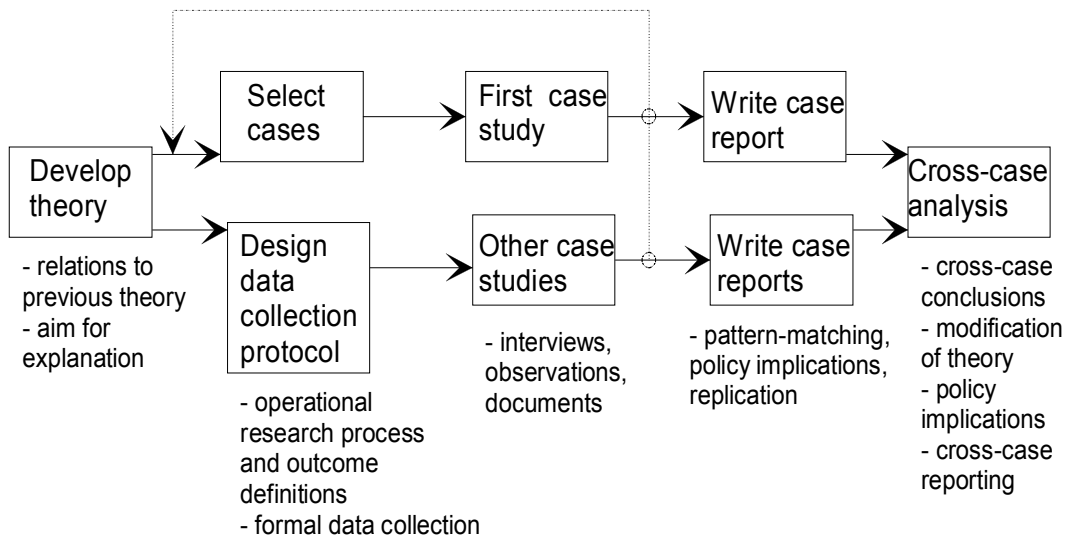 Develop
theory
- relations to
previous theory
- aim for
explanation
Select
cases
Design
data
collection
protocol
- operational
research process
and outcome
definitions
- formal data collection
First case
study
Other case
studies
- interviews,
observations,
documents
Write case
report
Write case
reports
- pattern-matching,
policy implications,
replication
Cross-case
analysis
- cross-case
conclusions
- modification
of theory
- policy
implications
- cross-case
reporting